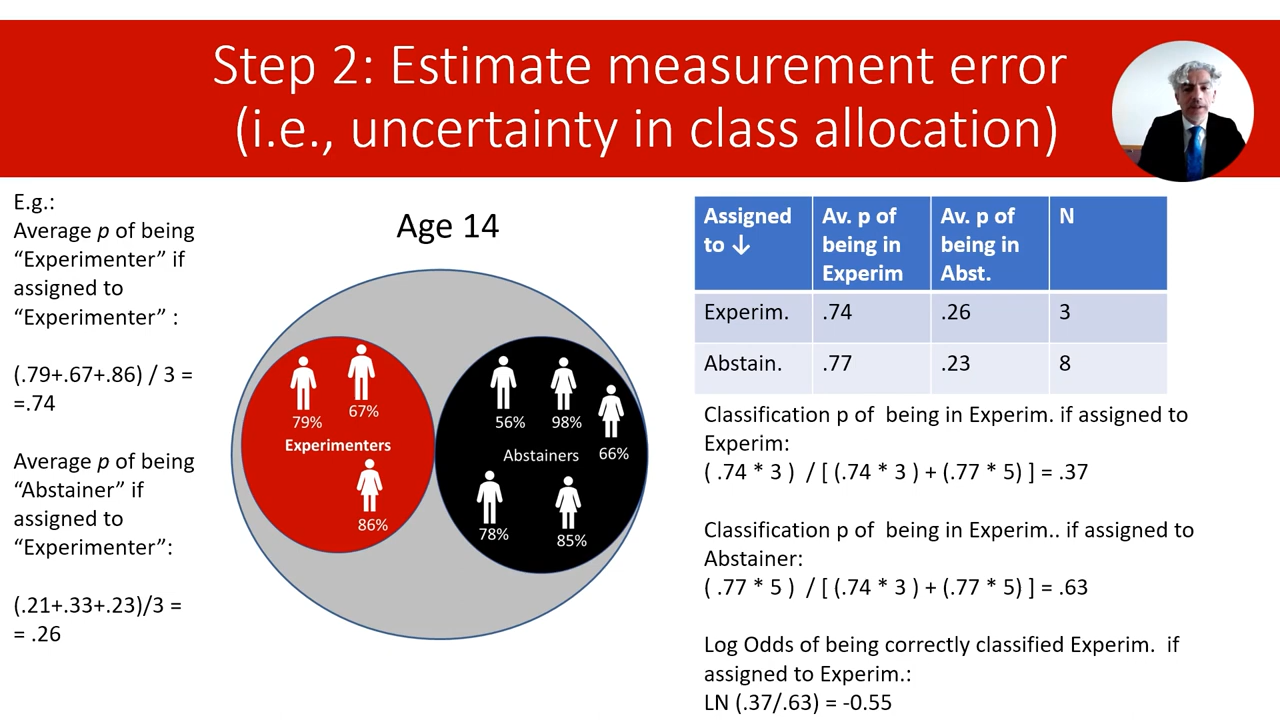 Step 2: Estimate measurement error
(i.e., uncertainty in class allocation)
E.g.:
Average p of being
“Experimenter” if
assigned to
“Experimenter” :
(.79+.67+.86) / 3 =
=.74
Average p of being
“Abstainer” if
assigned to
“Experimenter”:
(.21+.33+.23)/3 =
= .26
Age 14
79%
67%
Experimenters
86%
56%
98%
66%
Abstainers
78%
85%
Assigned to ↓ Av. p of being in Experim Av. p of being in Abst. N
Experim. .74 .26 3
Abstain. .77 .23 8
Classification p of being in Experim. if assigned to
Experim:
( .74 * 3 ) / [ (.74 * 3 ) + (.77 * 5) ] = .37
Classification p of being in Experim.. if assigned to
Abstainer:
( .77 * 5 ) / [ (.74 * 3 ) + (.77 * 5) ] = .63
Log Odds of being correctly classified Experim. if
assigned to Experim.:
LN (.37/.63) = -0.55